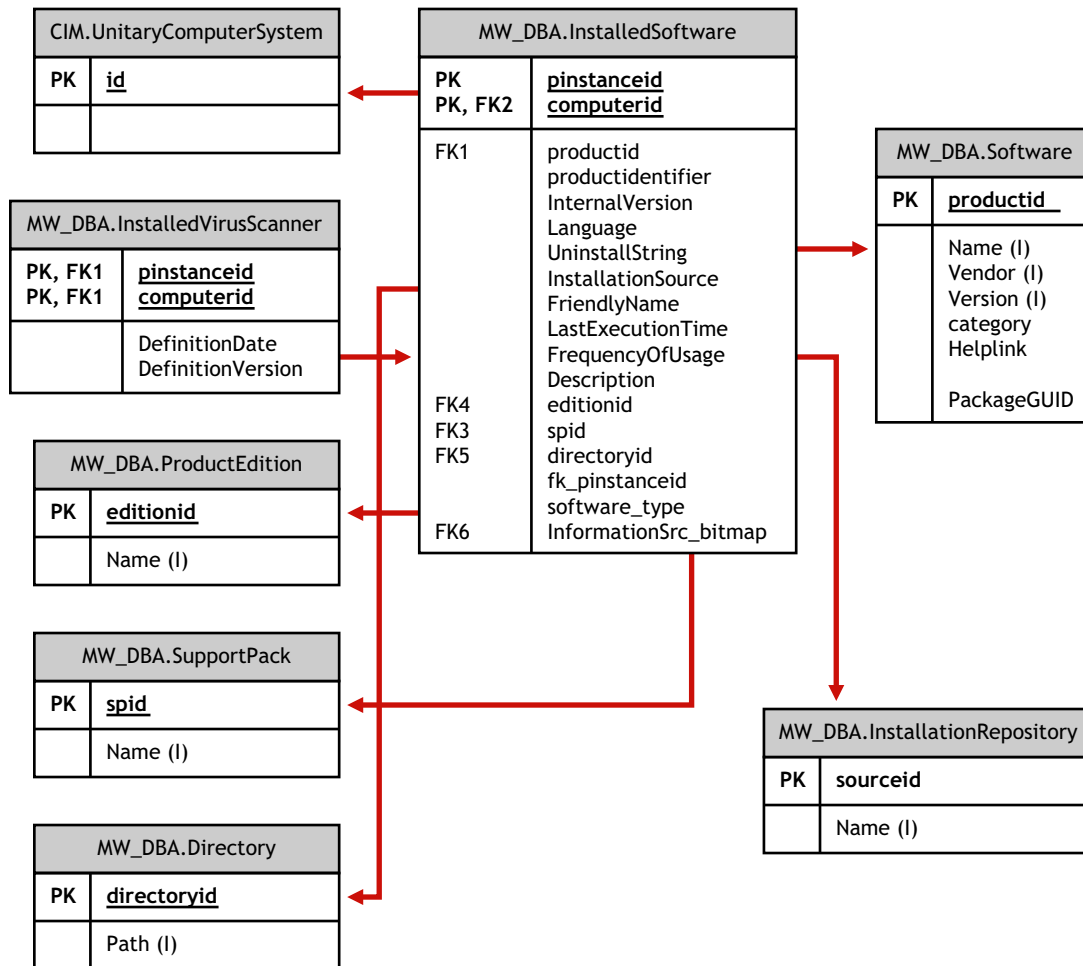 CIM.UnitaryComputerSystem
PK id
MW_DBA.InstalledVirusScanner
PK, FK1 pinstanceid
PK, FK1 computerid
DefinitionDate
DefinitionVersion
MW_DBA.ProductEdition
PK editionid
Name (I)
MW_DBA.SupportPack
PK spid
Name (I)
MW_DBA.Directory
PK directoryid
Path (I)
MW_DBA.InstalledSoftware
PK pinstanceid
PK, FK2 computerid
FK1 productid
productidentifier
InternalVersion
Language
UninstallString
InstallationSource
FriendlyName
LastExecutionTime
FrequencyOfUsage
Description
FK4 editionid
FK3 spid
FK5 directoryid
fk_pinstanceid
software_type
FK6 InformationSrc_bitmap
MW_DBA.Software
PK productid
Name (I)
Vendor (I)
Version (I)
category
Helplink
PackageGUID
MW_DBA.InstallationRepository
PK sourceid
Name (I)